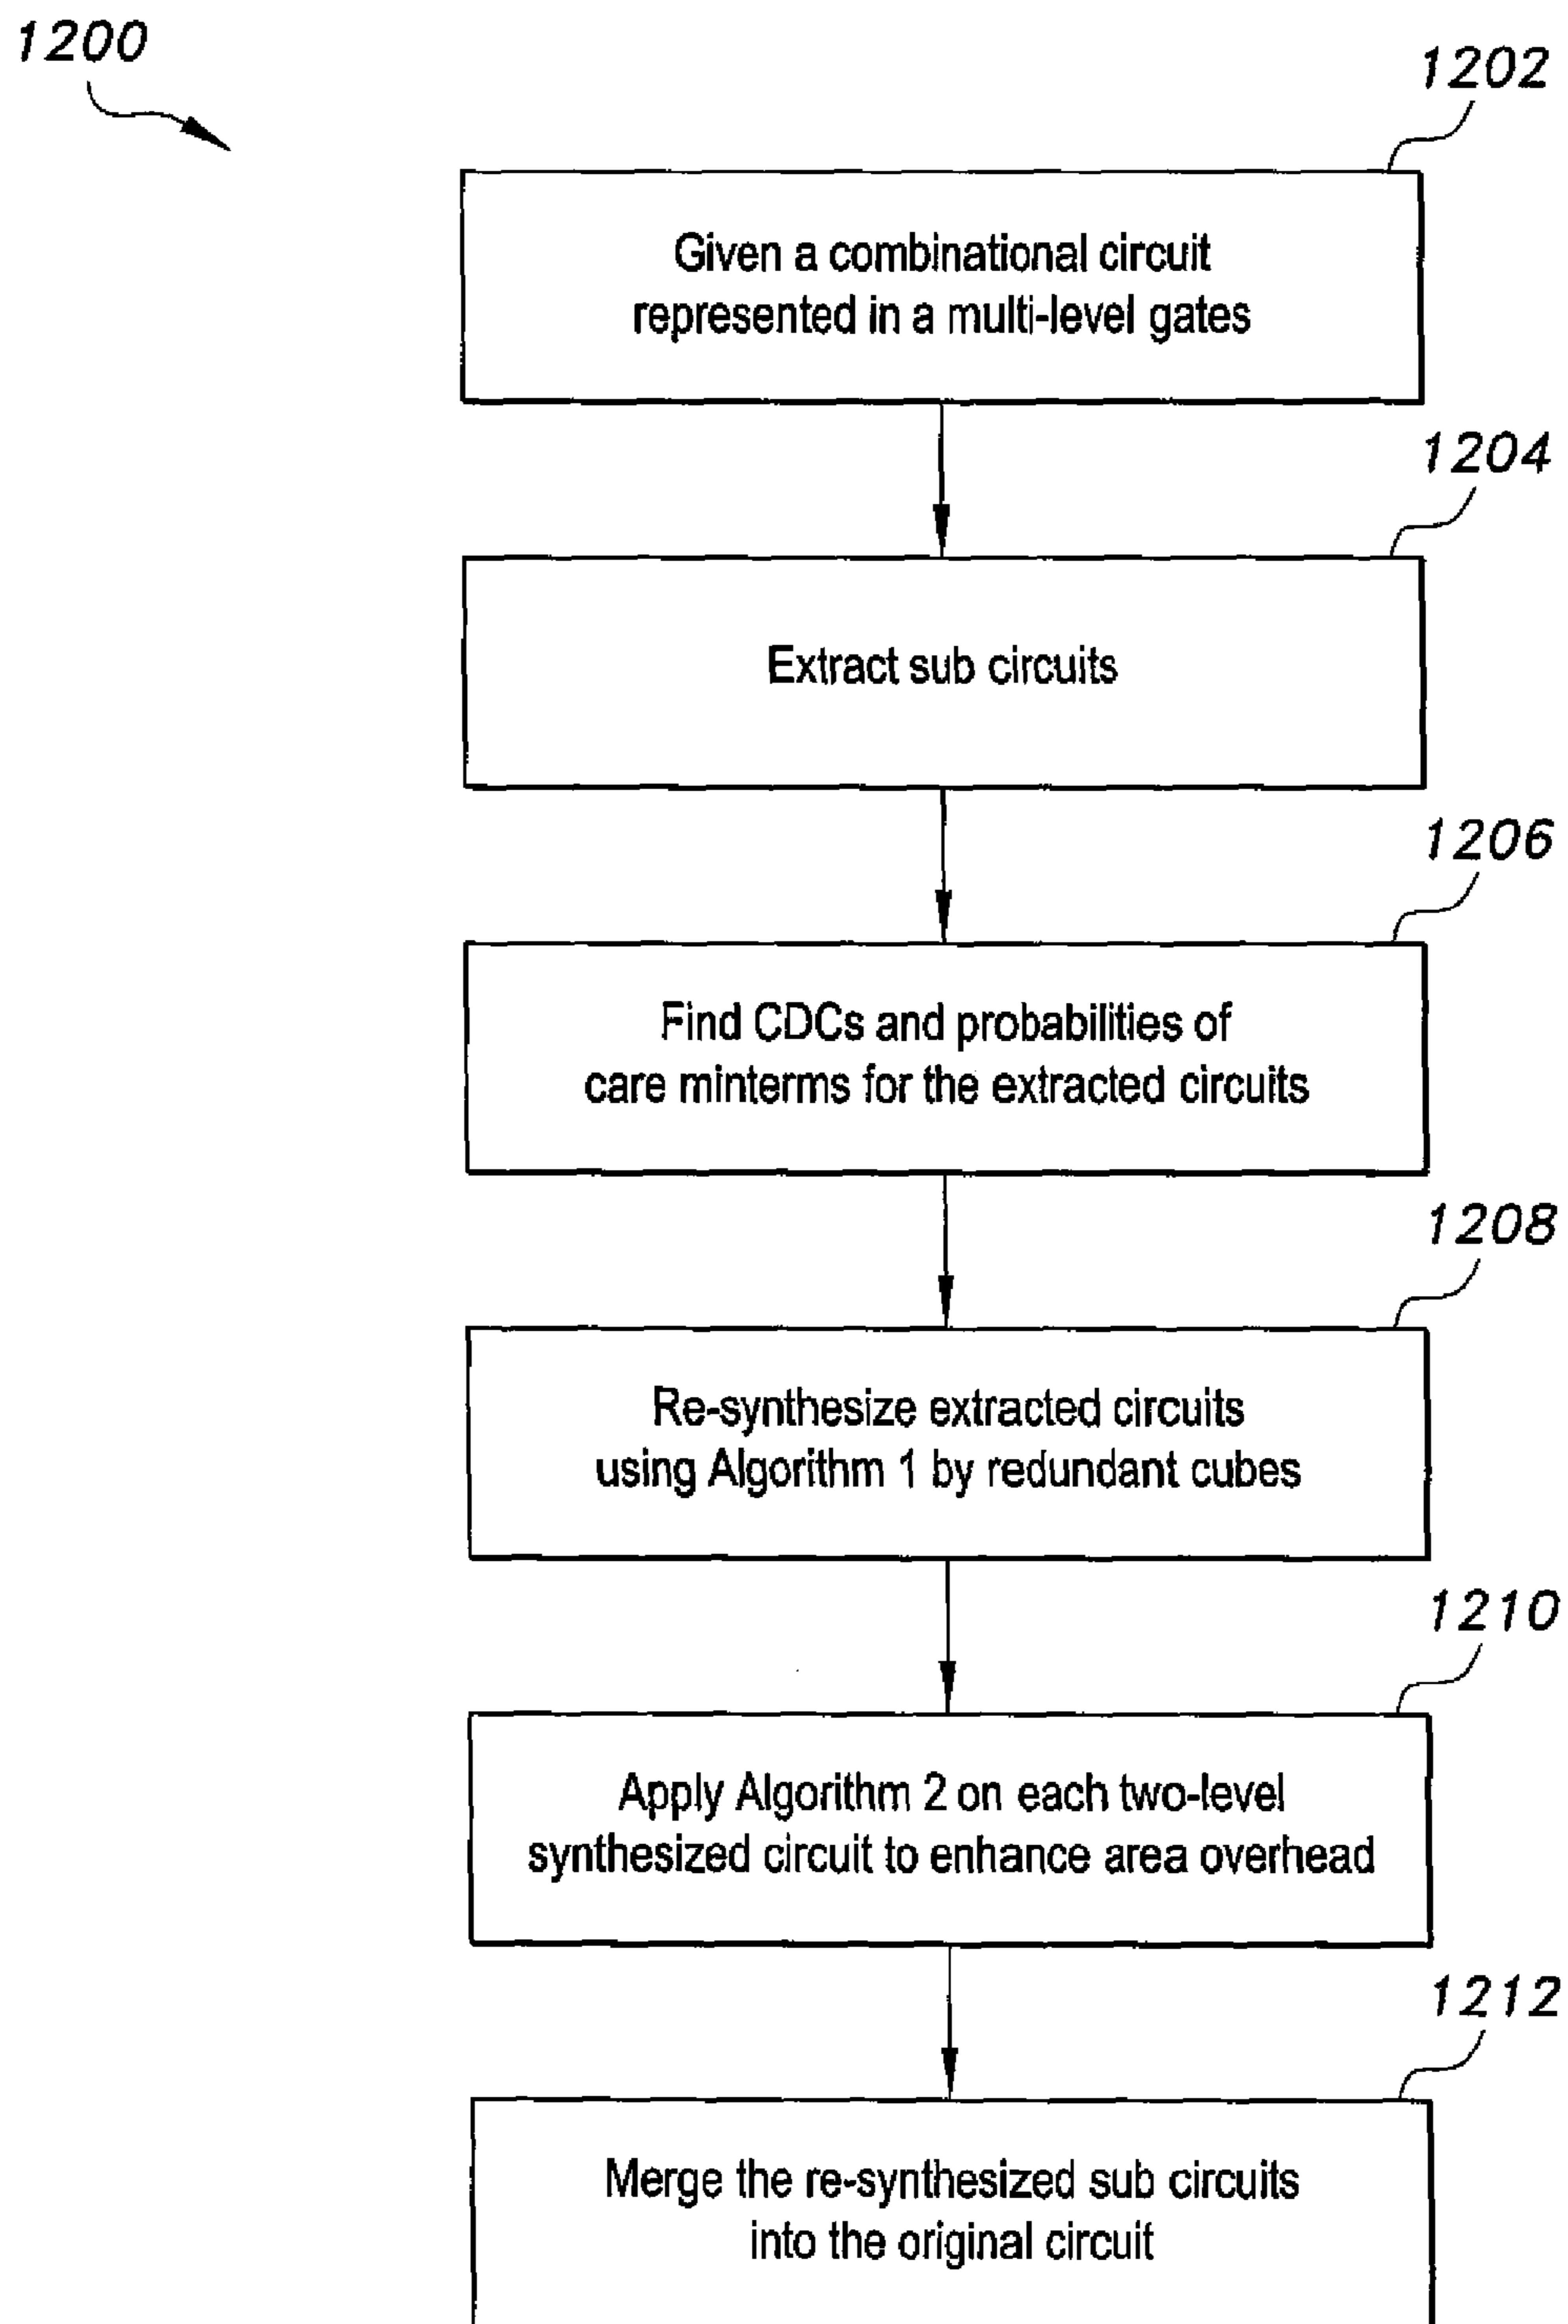 1200
1202
Given a combinational circuit
represented in a multi-level gates
1204
Extract sub circuits
1206
Find CDCs and probabilities of
care minterms for the extracted circuits
1208
Re-synthesize extracted circuits
using Algorithm 1 by redundant cubes
1210
Apply Algorithm 2 on each two-level
synthesized circuit to enhance area overhead
1212
Merge the re-synthesized sub circuits
into the original circuit